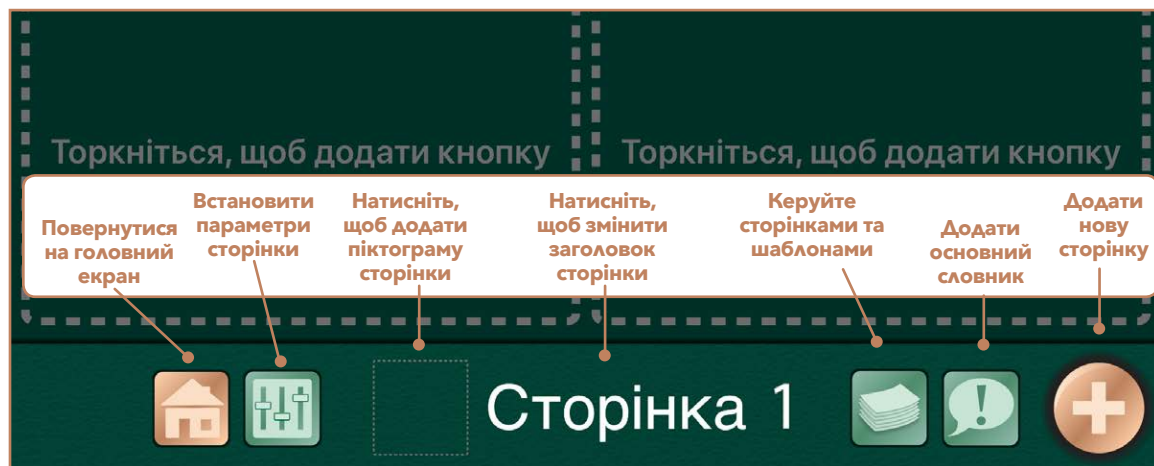 Торкніться, щоб додати кнопку
Торкніться, щоб додати кнопку
Повернутися
на головний
екран
Встановити
параметри
сторінки
Натисніть,
щоб додати
піктограму
сторінки
Натисніть,
щоб змінити
заголовок
сторінки
Керуйте
сторінками та
шаблонами
Додати
основний
словник
Додати
нову
сторінку
Сторінка 1